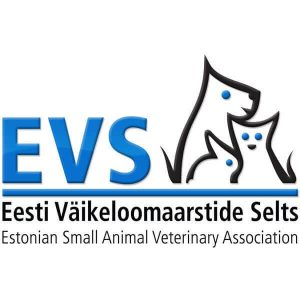 EVS
Eesti Väikeloomaarstide Selts
Estonian Small Animal Veterinary Association